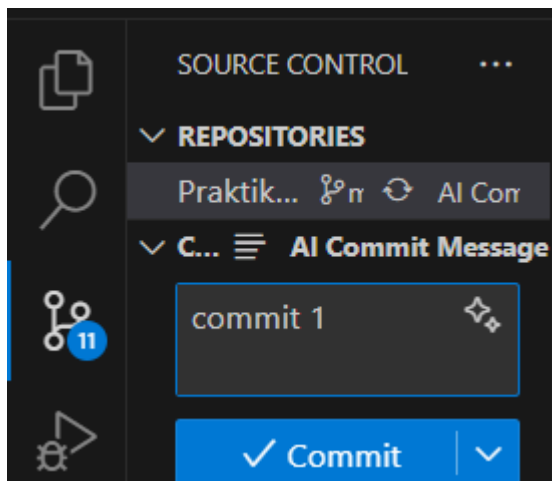 SOURCE CONTROL ...
REPOSITORIES
Praktik... AI Com
C... AI Commit Message
commit 1
11
Commit